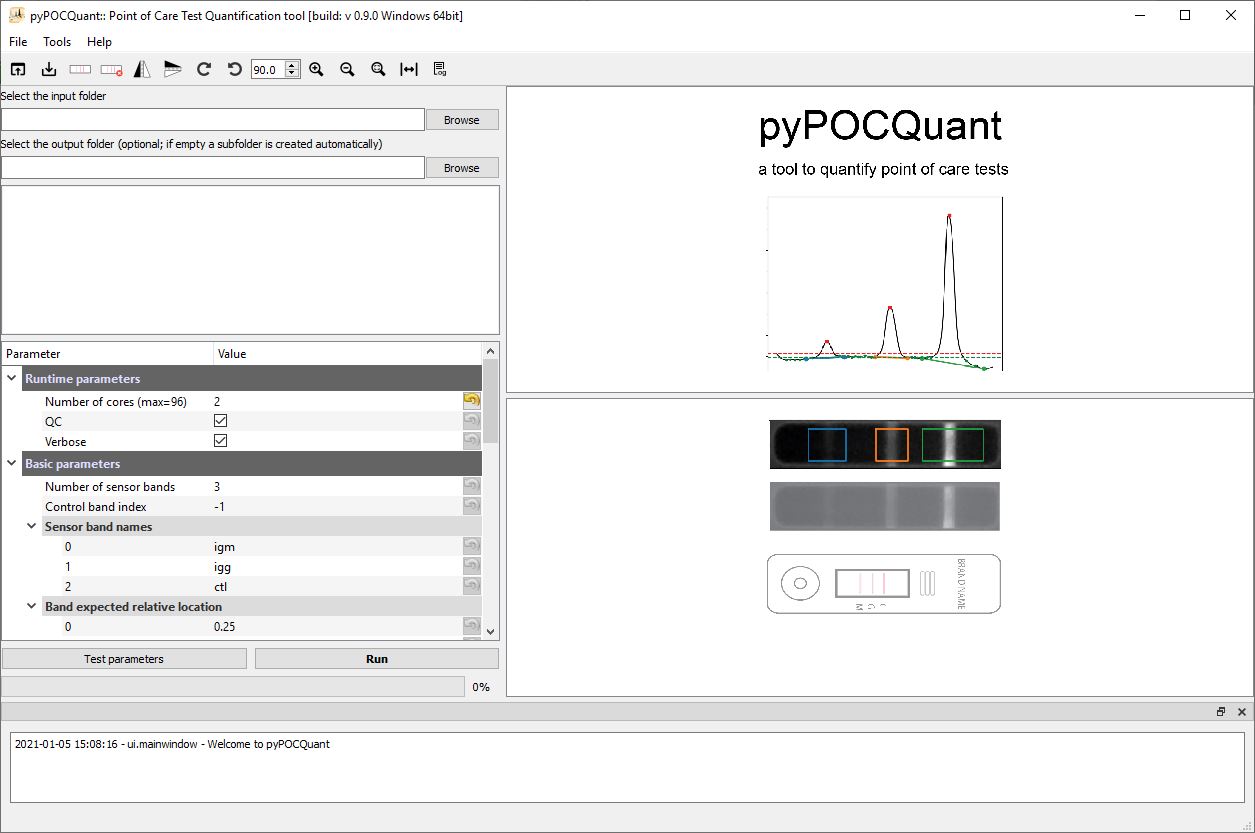 pyPOCQuant:: Point of Care Test Quantification tool [build: v 0.9.0 Windows 64bit]
File Tools Help
90.0
Log
Select the input folder
Browse
Select the output folder (optional; if empty a subfolder is created automatically)
Browse
Parameter Value
Runtime parameters
Number of cores (max=96) 2
QC
Verbose
Basic parameters
Number of sensor bands 3
Control band index -1
Sensor band names
0 igm
1 igg
2 ctl
Band expected relative location
0 0.25
Test parameters Run
0%
pyPOCQuant
a tool to quantify point of care tests
BRAND NAME
C
G
M
2021-01-05 15:08:16 - ui.mainwindow - Welcome to pyPOCQuant